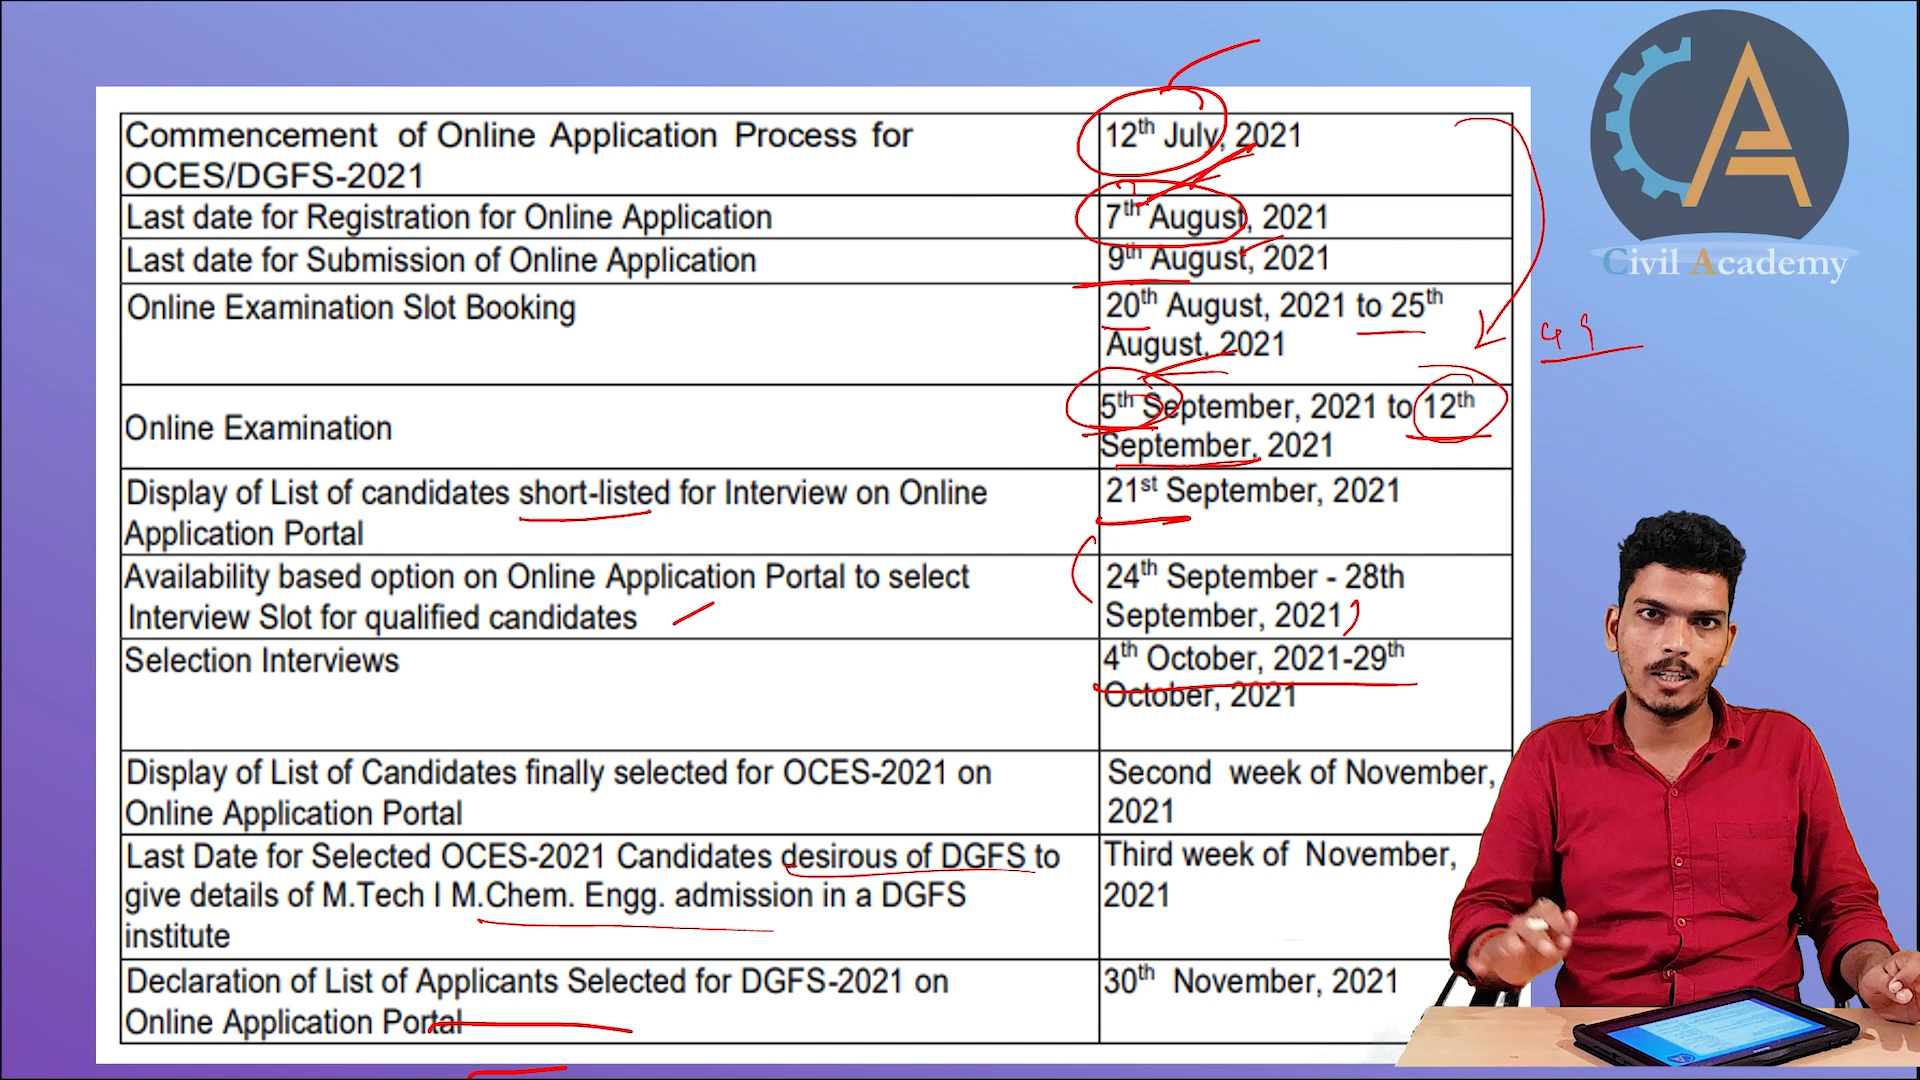 Commencement of Online Application Process for
OCES/DGFS-2021
12th July, 2021
Last date for Registration for Online Application
7th August, 2021
Last date for Submission of Online Application
9th August, 2021
Online Examination Slot Booking
20th August, 2021 to 25th
August, 2021
Online Examination
5th September, 2021 to 12th
September, 2021
Display of List of candidates short-listed for Interview on Online
Application Portal
21st September, 2021
Availability based option on Online Application Portal to select
Interview Slot for qualified candidates
24th September - 28th
September, 2021
Selection Interviews
4th October, 2021-29th
October, 2021
Display of List of Candidates finally selected for OCES-2021 on
Online Application Portal
Second week of November,
2021
Last Date for Selected OCES-2021 Candidates desirous of DGFS to
give details of M.Tech I M.Chem. Engg. admission in a DGFS
institute
Third week of November,
2021
Declaration of List of Applicants Selected for DGFS-2021 on
Online Application Portal
30th November, 2021
CA
Civil Academy